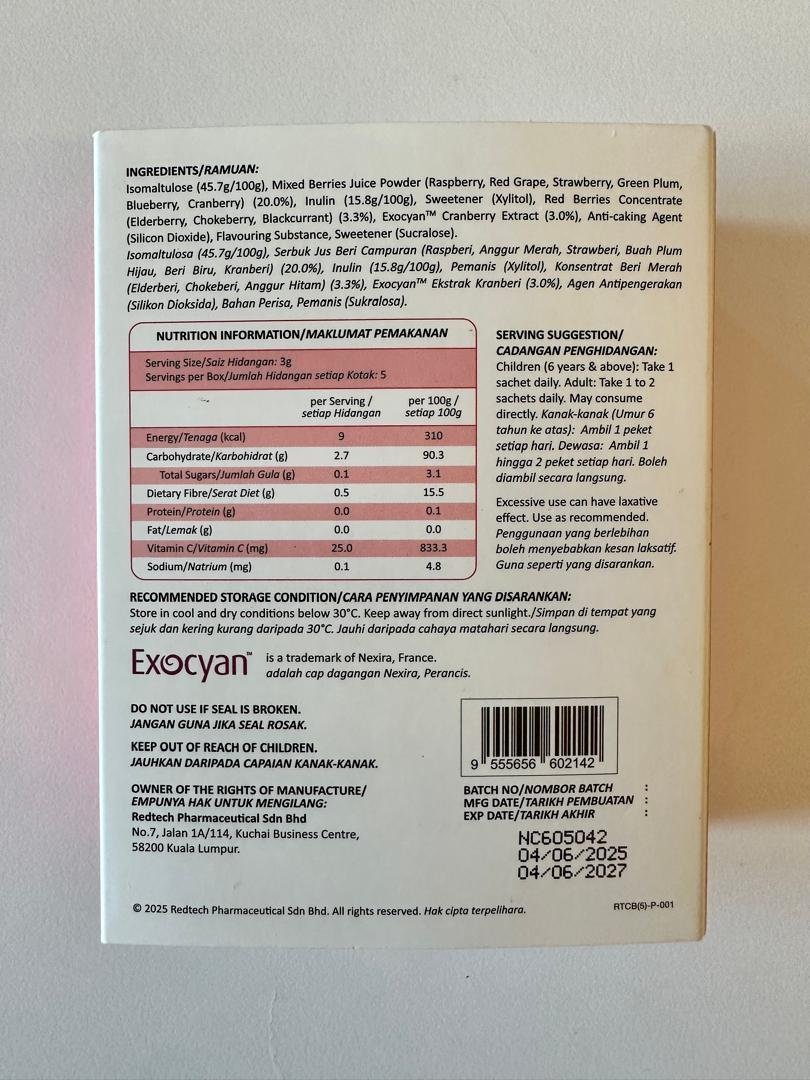 INGREDIENTS/RAMUAN:
Isomaltulose (45.7g/100g), Mixed Berries Juice Powder (Raspberry, Red Grape, Strawberry, Green Plum,
Blueberry, Cranberry) (20.0%), Inulin (15.8g/100g), Sweetener (Xylitol), Red Berries Concentrate
(Elderberry, Chokeberry, Blackcurrant) (3.3%), Exocyan™ Cranberry Extract (3.0%), Anti-caking Agent
(Silicon Dioxide), Flavouring Substance, Sweetener (Sucralose).
Isomaltulosa (45.7g/100g), Serbuk Jus Beri Campuran (Raspberi, Anggur Merah, Strawberi, Buah Plum
Hijau, Beri Biru, Kranberi) (20.0%), Inulin (15.8g/100g), Pemanis (Xylitol), Konsentrat Beri Merah
(Elderberi, Chokeberi, Anggur Hitam) (3.3%), Exocyan™ Ekstrak Kranberi (3.0%), Agen Antipengerakan
(Silikon Dioksida), Bahan Perisa, Pemanis (Sukralosa).
NUTRITION INFORMATION/MAKLUMAT PEMAKANAN
Serving Size/Saiz Hidangan: 3g
Servings per Box/Jumlah Hidangan setiap Kotak: 5
per Serving / per 100g /
setiap Hidangan setiap 100g
Energy/Tenaga (kcal) 9 310
Carbohydrate/Karbohidrat (g) 2.7 90.3
Total Sugars/Jumlah Gula (g) 0.1 3.1
Dietary Fibre/Serat Diet (g) 0.5 15.5
Protein/Protein (g) 0.0 0.1
Fat/Lemak (g) 0.0 0.0
Vitamin C/Vitamin C (mg) 25.0 833.3
Sodium/Natrium (mg) 0.1 4.8
SERVING SUGGESTION/
CADANGAN PENGHIDANGAN:
Children (6 years & above): Take 1
sachet daily. Adult: Take 1 to 2
sachets daily. May consume
directly. Kanak-kanak (Umur 6
tahun ke atas): Ambil 1 peket
setiap hari. Dewasa: Ambil 1
hingga 2 peket setiap hari. Boleh
diambil secara langsung.
Excessive use can have laxative
effect. Use as recommended.
Penggunaan yang berlebihan
boleh menyebabkan kesan laksatif.
Guna seperti yang disarankan.
RECOMMENDED STORAGE CONDITION/CARA PENYIMPANAN YANG DISARANKAN:
Store in cool and dry conditions below 30°C. Keep away from direct sunlight./Simpan di tempat yang
sejuk dan kering kurang daripada 30°C. Jauhi daripada cahaya matahari secara langsung.
Exocyan™ is a trademark of Nexira, France.
adalah cap dagangan Nexira, Perancis.
DO NOT USE IF SEAL IS BROKEN.
JANGAN GUNA JIKA SEAL ROSAK.
KEEP OUT OF REACH OF CHILDREN.
JAUHKAN DARIPADA CAPAIAN KANAK-KANAK.
OWNER OF THE RIGHTS OF MANUFACTURE/
EMPUNYA HAK UNTUK MENGILANG:
Redtech Pharmaceutical Sdn Bhd
No.7, Jalan 1A/114, Kuchai Business Centre,
58200 Kuala Lumpur.
9 555656 602142
BATCH NO/NOMBOR BATCH :
MFG DATE/TARIKH PEMBUATAN :
EXP DATE/TARIKH AKHIR :
NC605042
04/06/2025
04/06/2027
© 2025 Redtech Pharmaceutical Sdn Bhd. All rights reserved. Hak cipta terpelihara.
RTCB(5)-P-001